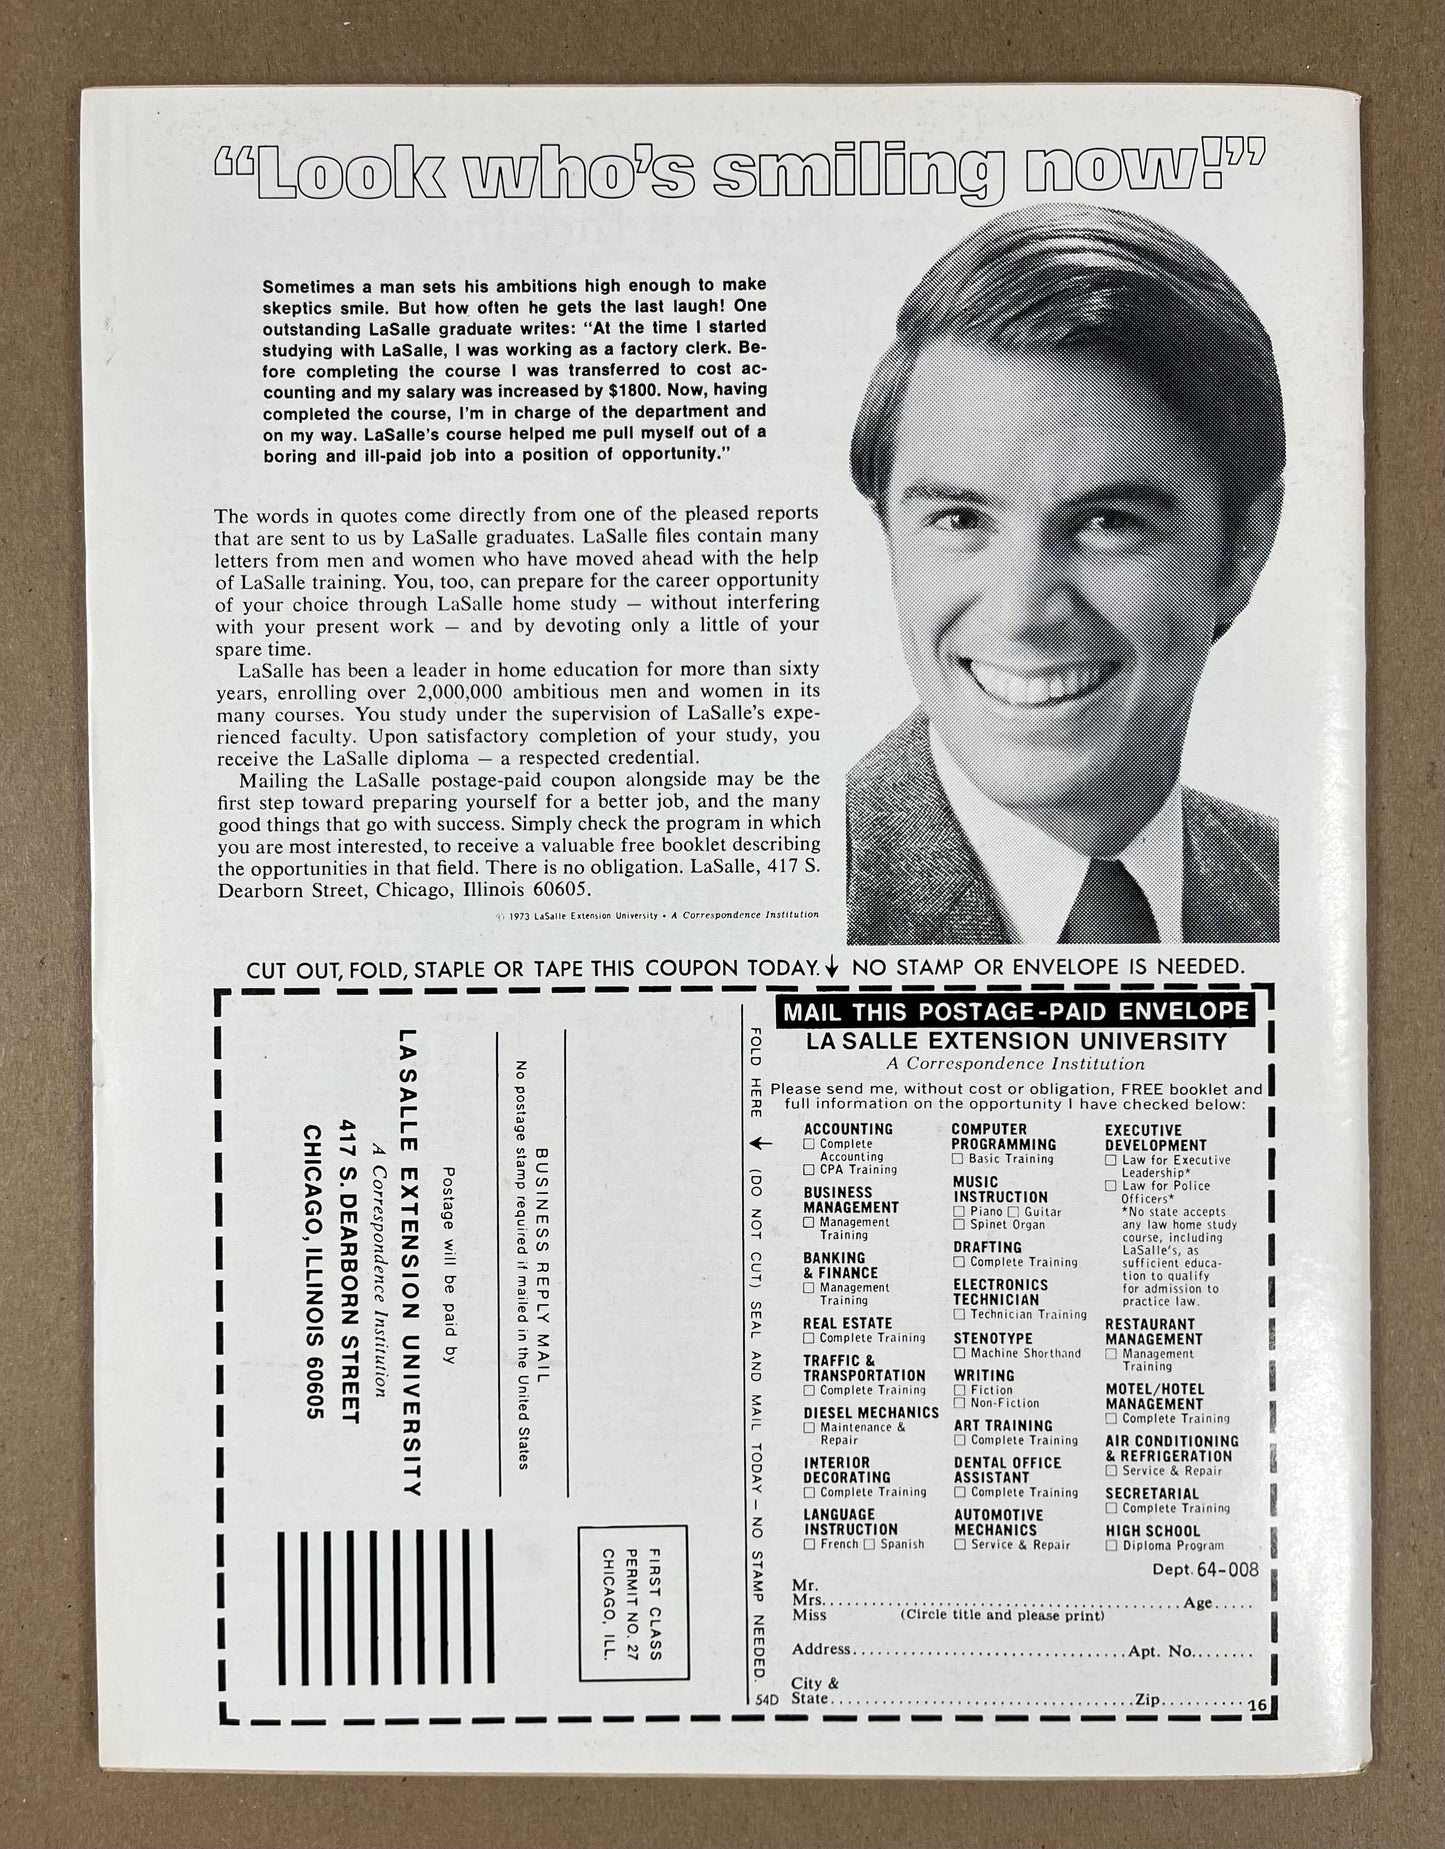 “Look who’s smiling now!”
Sometimes a man sets his ambitions high enough to make
skeptics smile. But how often he gets the last laugh! One
outstanding LaSalle graduate writes: “At the time I started
studying with LaSalle, I was working as a factory clerk. Be-
fore completing the course I was transferred to cost ac-
counting and my salary was increased by $1800. Now, having
completed the course, I’m in charge of the department and
on my way. LaSalle’s course helped me pull myself out of a
boring and ill-paid job into a position of opportunity.”
The words in quotes come directly from one of the pleased reports
that are sent to us by LaSalle graduates. LaSalle files contain many
letters from men and women who have moved ahead with the help
of LaSalle training. You, too, can prepare for the career opportunity
of your choice through LaSalle home study — without interfering
with your present work — and by devoting only a little of your
spare time.
LaSalle has been a leader in home education for more than sixty
years, enrolling over 2,000,000 ambitious men and women in its
many courses. You study under the supervision of LaSalle’s expe-
rienced faculty. Upon satisfactory completion of your study, you
receive the LaSalle diploma — a respected credential.
Mailing the LaSalle postage-paid coupon alongside may be the
first step toward preparing yourself for a better job, and the many
good things that go with success. Simply check the program in which
you are most interested, to receive a valuable free booklet describing
the opportunities in that field. There is no obligation. LaSalle, 417 S.
Dearborn Street, Chicago, Illinois 60605.
© 1973 LaSalle Extension University • A Correspondence Institution
CUT OUT, FOLD, STAPLE OR TAPE THIS COUPON TODAY. ↓ NO STAMP OR ENVELOPE IS NEEDED.
BUSINESS REPLY MAIL
No postage stamp required if mailed in the United States
Postage will be paid by
LA SALLE EXTENSION UNIVERSITY
A Correspondence Institution
417 S. DEARBORN STREET
CHICAGO, ILLINOIS 60605
FIRST CLASS
PERMIT NO. 27
CHICAGO, ILL.
FOLD HERE ↓ (DO NOT CUT) SEAL AND MAIL TODAY — NO STAMP NEEDED.
54D
MAIL THIS POSTAGE-PAID ENVELOPE
LA SALLE EXTENSION UNIVERSITY
A Correspondence Institution
Please send me, without cost or obligation, FREE booklet and
full information on the opportunity I have checked below:
ACCOUNTING
☐ Complete
Accounting
☐ CPA Training
BUSINESS
MANAGEMENT
☐ Management
Training
BANKING
& FINANCE
☐ Management
Training
REAL ESTATE
☐ Complete Training
TRAFFIC &
TRANSPORTATION
☐ Complete Training
DIESEL MECHANICS
☐ Maintenance &
Repair
INTERIOR
DECORATING
☐ Complete Training
LANGUAGE
INSTRUCTION
☐ French ☐ Spanish
COMPUTER
PROGRAMMING
☐ Basic Training
MUSIC
INSTRUCTION
☐ Piano ☐ Guitar
☐ Spinet Organ
DRAFTING
☐ Complete Training
ELECTRONICS
TECHNICIAN
☐ Technician Training
STENOTYPE
☐ Machine Shorthand
WRITING
☐ Fiction
☐ Non-Fiction
ART TRAINING
☐ Complete Training
DENTAL OFFICE
ASSISTANT
☐ Complete Training
AUTOMOTIVE
MECHANICS
☐ Service & Repair
EXECUTIVE
DEVELOPMENT
☐ Law for Executive
Leadership*
☐ Law for Police
Officers*
*No state accepts
any law home study
course, including
LaSalle’s, as
sufficient educa-
tion to qualify
for admission to
practice law.
RESTAURANT
MANAGEMENT
☐ Management
Training
MOTEL/HOTEL
MANAGEMENT
☐ Complete Training
AIR CONDITIONING
& REFRIGERATION
☐ Service & Repair
SECRETARIAL
☐ Complete Training
HIGH SCHOOL
☐ Diploma Program
Dept. 64-008
Mr.
Mrs. Age
Miss (Circle title and please print)
Address Apt. No.
City &
State Zip
16